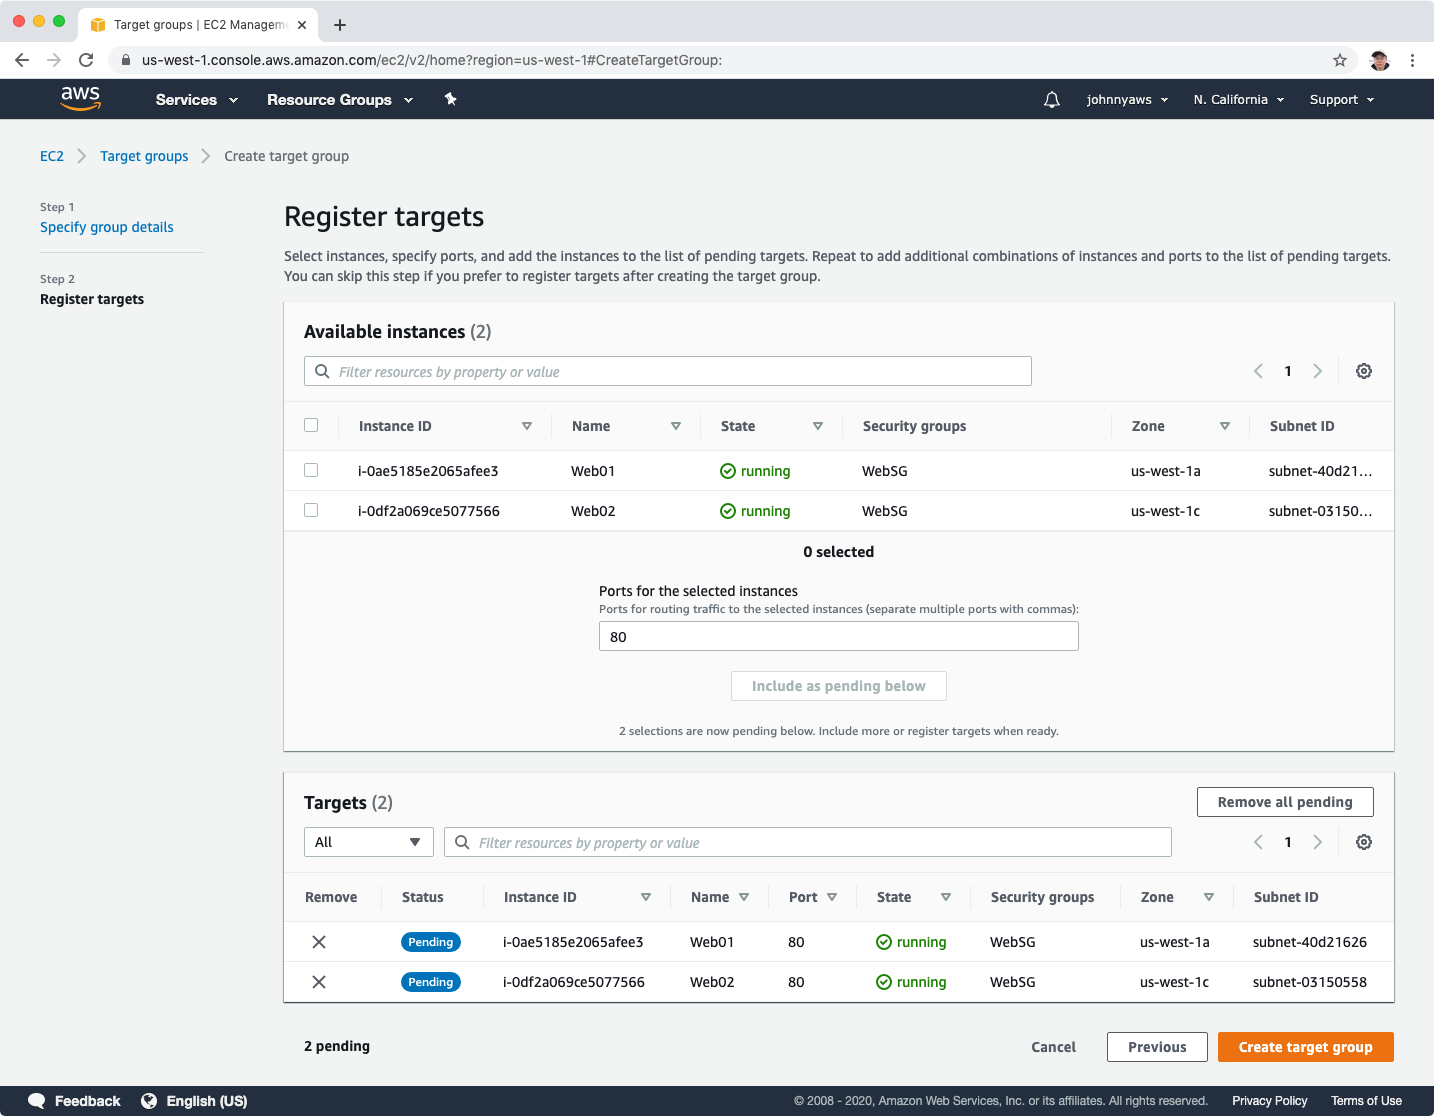 Target groups | EC2 Manageme
us-west-1.console.aws.amazon.com/ec2/v2/home?region=us-west-1#CreateTargetGroup:
aws Services Resource Groups johnnyaws N. California Support
EC2 Target groups Create target group
Step 1
Specify group details
Step 2
Register targets
Register targets
Select instances, specify ports, and add the instances to the list of pending targets. Repeat to add additional combinations of instances and ports to the list of pending targets.
You can skip this step if you prefer to register targets after creating the target group.
Available instances (2)
Filter resources by property or value 1
Instance ID Name State Security groups Zone Subnet ID
i-0ae5185e2065afee3 Web01 running WebSG us-west-1a subnet-40d21...
i-0df2a069ce5077566 Web02 running WebSG us-west-1c subnet-03150...
0 selected
Ports for the selected instances
Ports for routing traffic to the selected instances (separate multiple ports with commas):
80
Include as pending below
2 selections are now pending below. Include more or register targets when ready.
Targets (2) Remove all pending
All Filter resources by property or value 1
Remove Status Instance ID Name Port State Security groups Zone Subnet ID
Pending i-0ae5185e2065afee3 Web01 80 running WebSG us-west-1a subnet-40d21626
Pending i-0df2a069ce5077566 Web02 80 running WebSG us-west-1c subnet-03150558
2 pending Cancel Previous Create target group
Feedback English (US) © 2008 - 2020, Amazon Web Services, Inc. or its affiliates. All rights reserved. Privacy Policy Terms of Use